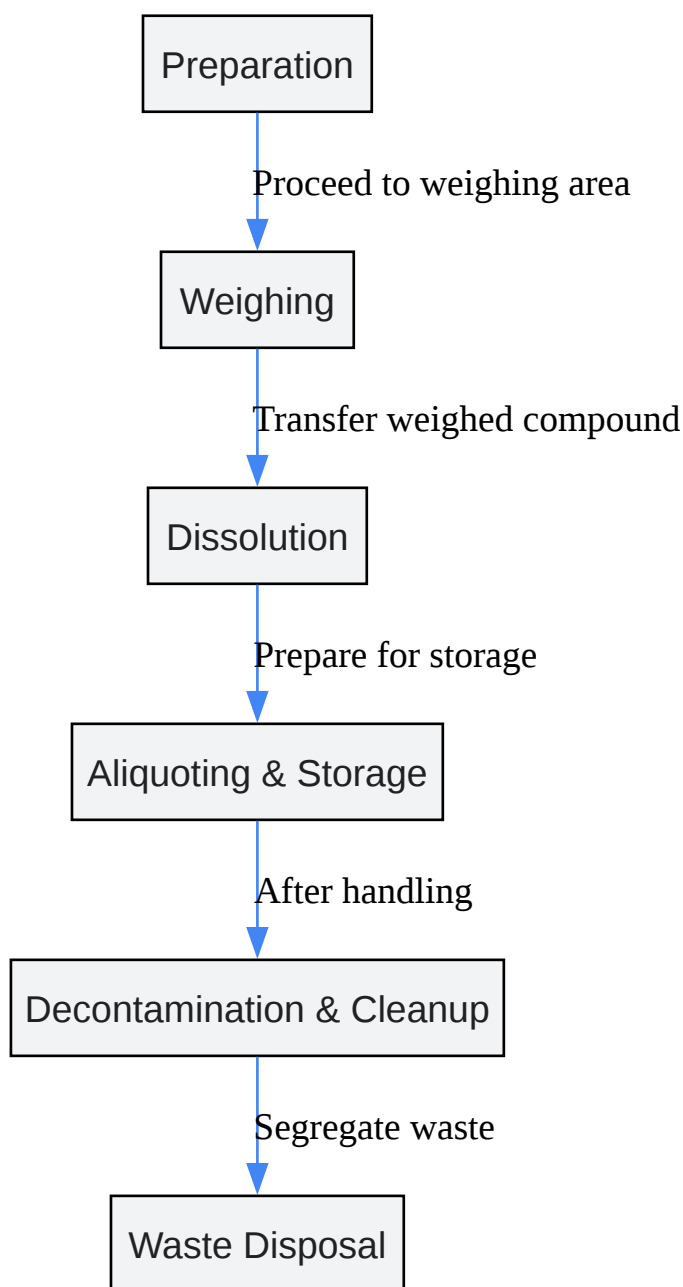 Preparation
Proceed to weighing area
Weighing
Transfer weighed compound
Dissolution
Prepare for storage
Aliquoting & Storage
After handling
Decontamination & Cleanup
Segregate waste
Waste Disposal